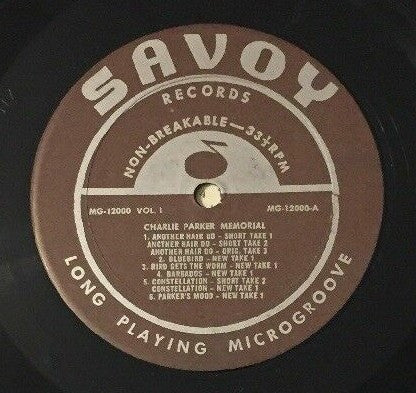 SAVOY
RECORDS
NON-BREAKABLE — 33⅓ RPM
MG-12000 VOL. 1 MG-12000-A
CHARLIE PARKER MEMORIAL
1. ANOTHER HAIR DO - SHORT TAKE 1
ANOTHER HAIR DO - SHORT TAKE 2
ANOTHER HAIR DO - ORIG. TAKE 3
2. BLUEBIRD - NEW TAKE 1
3. BIRD GETS THE WORM - NEW TAKE 1
4. BARBADOS - NEW TAKE 1
5. CONSTELLATION - SHORT TAKE 2
CONSTELLATION - NEW TAKE 1
6. PARKER'S MOOD - NEW TAKE 1
LONG PLAYING MICROGROOVE